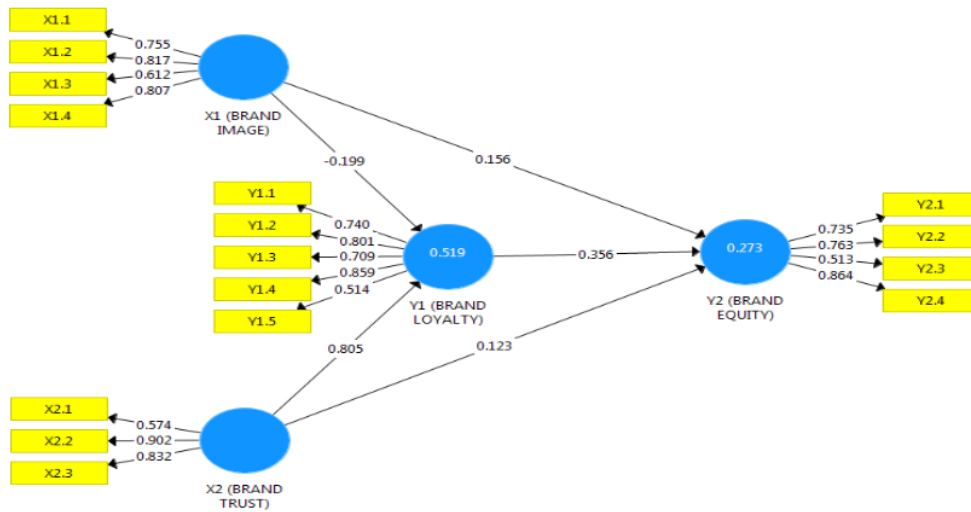 X1.1
X1.2
X1.3
X1.4
0.755
0.817
0.612
0.807
X1 (BRAND
IMAGE)
-0.199
0.156
Y1.1
Y1.2
Y1.3
Y1.4
Y1.5
0.740
0.801
0.709
0.859
0.514
0.519
Y1 (BRAND
LOYALTY)
0.356
0.273
Y2 (BRAND
EQUITY)
0.735
0.763
0.513
0.864
Y2.1
Y2.2
Y2.3
Y2.4
0.805
0.123
X2.1
X2.2
X2.3
0.574
0.902
0.832
X2 (BRAND
TRUST)